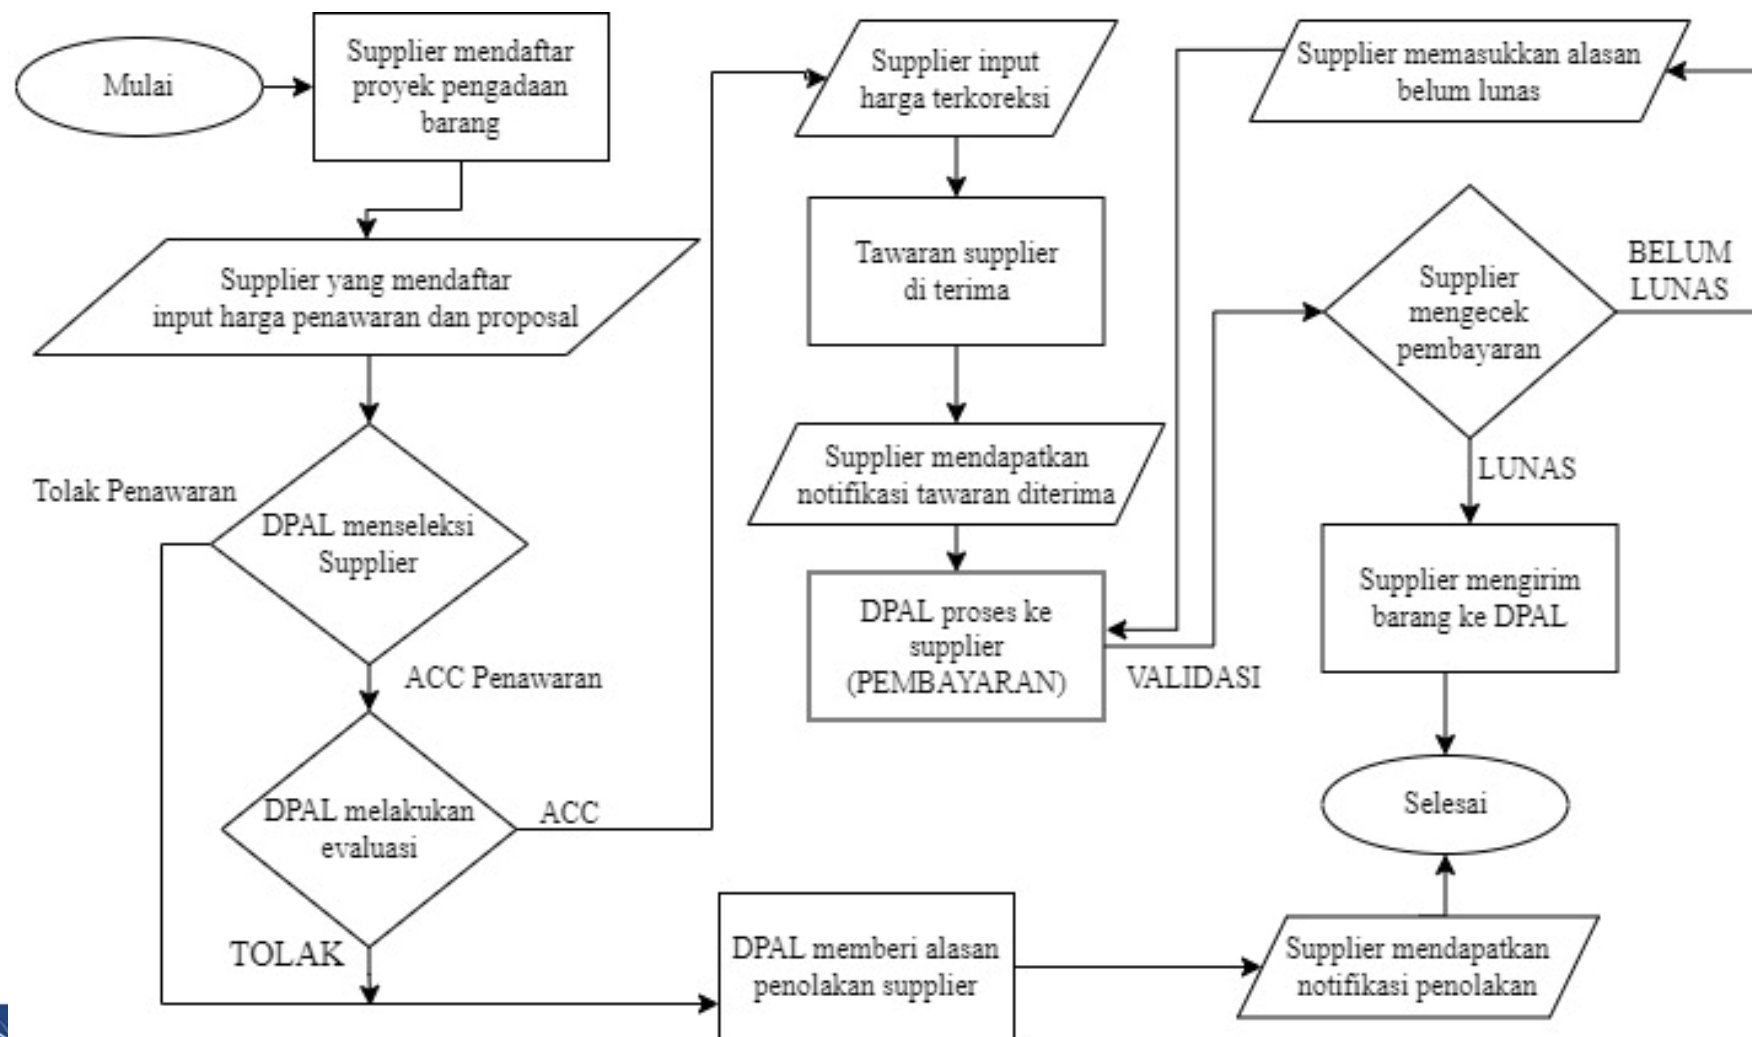 Mulai
Supplier mendaftar
proyek pengadaan
barang
Supplier yang mendaftar
input harga penawaran dan proposal
Tolak Penawaran
DPAL menseleksi
Supplier
ACC Penawaran
DPAL melakukan
evaluasi
ACC
TOLAK
Supplier input
harga terkoreksi
Tawaran supplier
di terima
Supplier mendapatkan
notifikasi tawaran diterima
DPAL proses ke
supplier
(PEMBAYARAN)
VALIDASI
Supplier memasukkan alasan
belum lunas
Supplier
mengecek
pembayaran
BELUM
LUNAS
LUNAS
Supplier mengirim
barang ke DPAL
Selesai
DPAL memberi alasan
penolakan supplier
Supplier mendapatkan
notifikasi penolakan